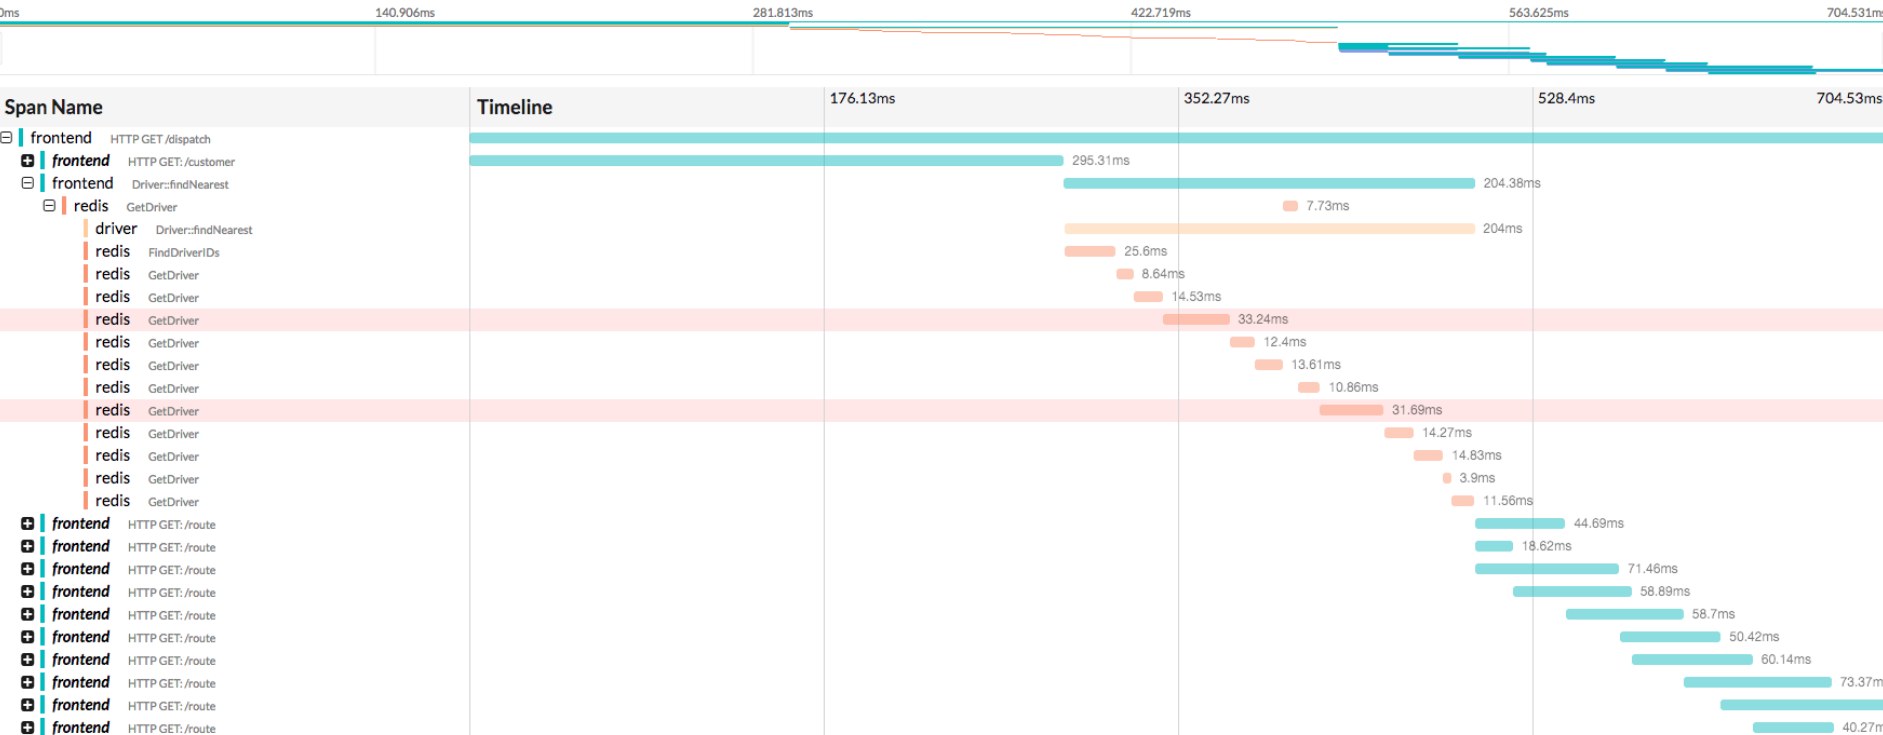 0ms 140.906ms 281.813ms 422.719ms 563.625ms 704.531ms
Span Name Timeline 176.13ms 352.27ms 528.4ms 704.53ms
frontend HTTP GET /dispatch
frontend HTTP GET: /customer 295.31ms
frontend Driver::findNearest 204.38ms
redis GetDriver 7.73ms
driver Driver::findNearest 204ms
redis FindDriverIDs 25.6ms
redis GetDriver 8.64ms
redis GetDriver 14.53ms
redis GetDriver 33.24ms
redis GetDriver 12.4ms
redis GetDriver 13.61ms
redis GetDriver 10.86ms
redis GetDriver 31.69ms
redis GetDriver 14.27ms
redis GetDriver 14.83ms
redis GetDriver 3.9ms
redis GetDriver 11.56ms
frontend HTTP GET: /route 44.69ms
frontend HTTP GET: /route 18.62ms
frontend HTTP GET: /route 71.46ms
frontend HTTP GET: /route 58.89ms
frontend HTTP GET: /route 58.7ms
frontend HTTP GET: /route 50.42ms
frontend HTTP GET: /route 60.14ms
frontend HTTP GET: /route 73.37m
frontend HTTP GET: /route
frontend HTTP GET: /route 40.27m